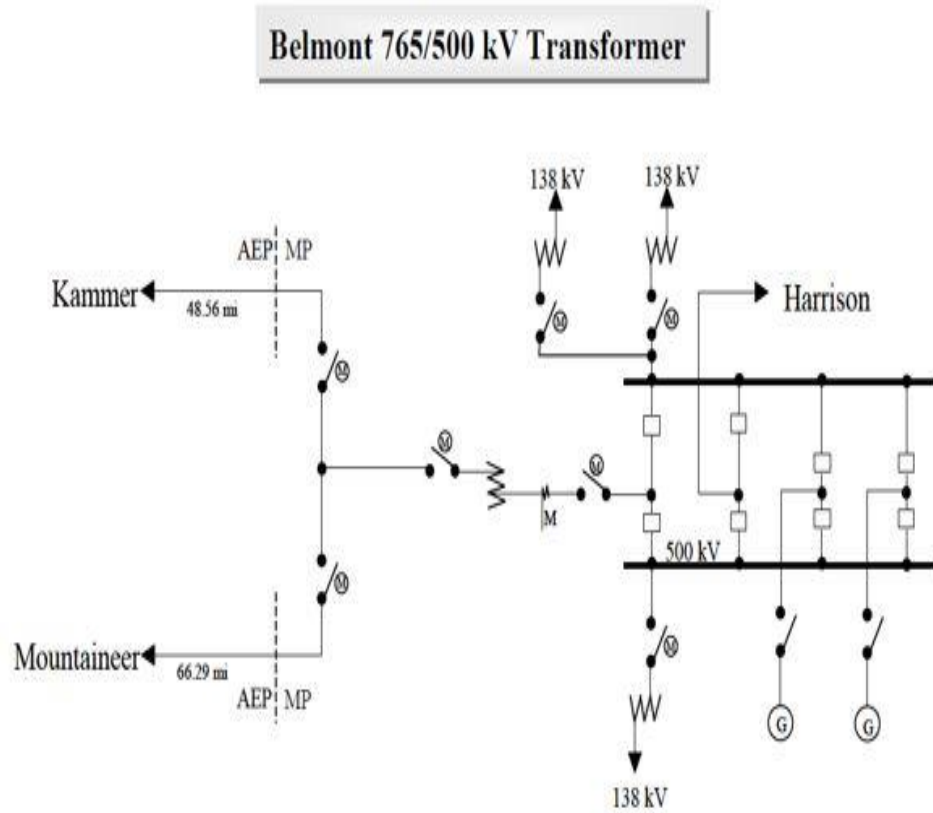 Belmont 765/500 kV Transformer
138 kV
138 kV
AEP
MP
Kammer
48.56 mi
M
M
M
Harrison
M
M
M
M
500 kV
M
Mountaineer
66.29 mi
AEP
MP
M
G
G
138 kV